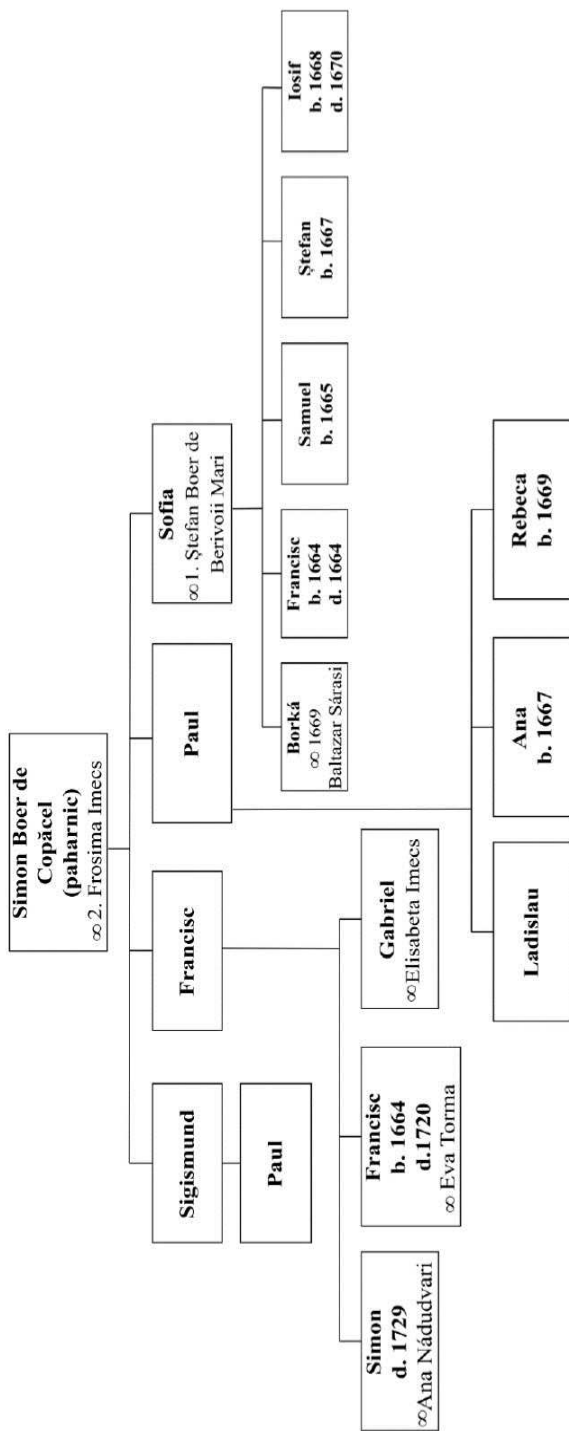 Simon Boer de
Copăcel
(paharnic)
∞2. Frosima Imecs
Sigismund
Francisc
Paul
Sofia
∞1. Ștefan Boer de
Berivoii Mari
Paul
Borká
∞ 1669
Baltazar Sárasi
Francisc
b. 1664
d. 1664
Samuel
b. 1665
Ștefan
b. 1667
Iosif
b. 1668
d. 1670
Simon
d. 1729
∞Ana Nádudvari
Francisc
b. 1664
d.1720
∞ Eva Torma
Gabriel
∞Elisabeta Imecs
Ladislau
Ana
b. 1667
Rebeca
b. 1669